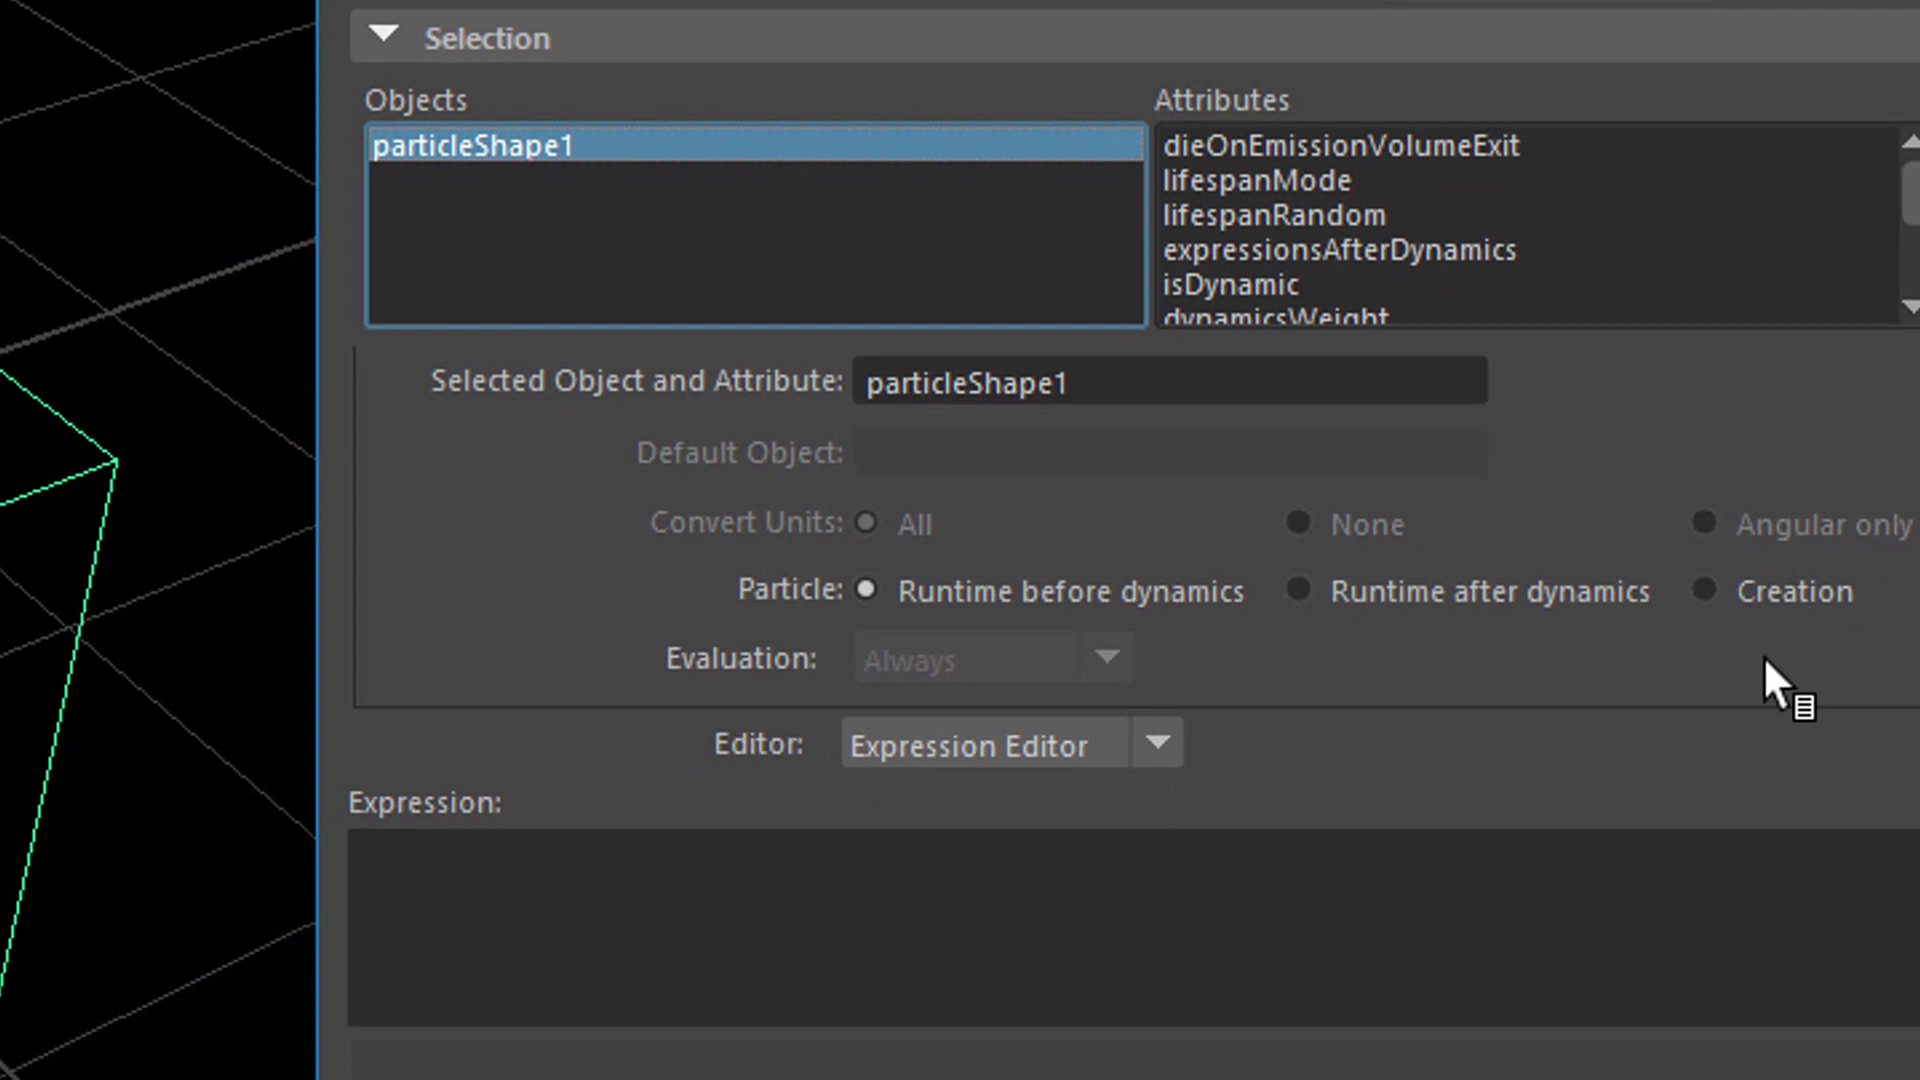 Selection
Objects
Attributes
particleShape1
dieOnEmissionVolumeExit
lifespanMode
lifespanRandom
expressionsAfterDynamics
isDynamic
dynamicsWeight
Selected Object and Attribute: particleShape1
Default Object:
Convert Units: All None Angular only
Particle: Runtime before dynamics Runtime after dynamics Creation
Evaluation: Always
Editor: Expression Editor
Expression: